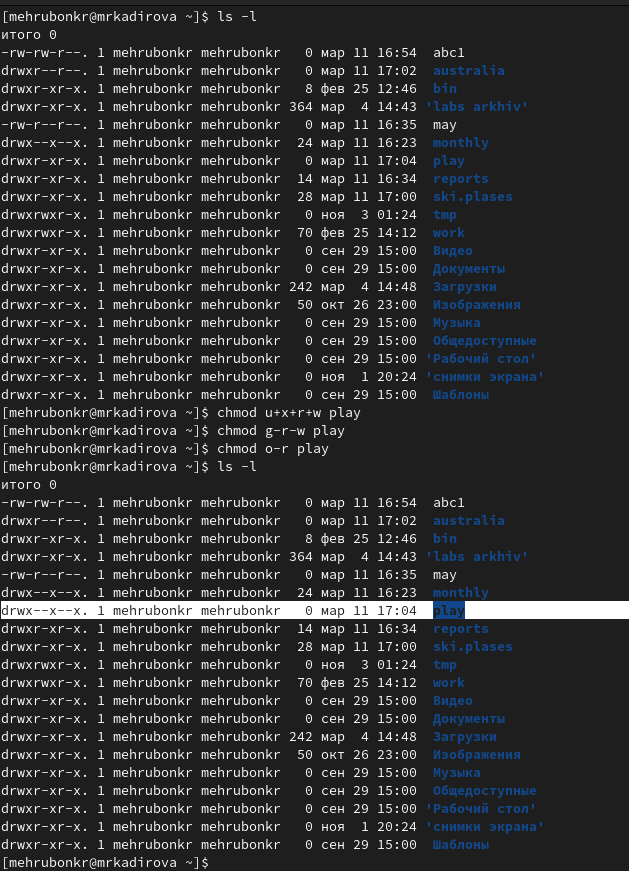 [mehrubonkr@mrkadirova ~]$ ls -l
итого 0
-rw-rw-r--. 1 mehrubonkr mehrubonkr   0 мар 11 16:54  abc1
drwxr--r--. 1 mehrubonkr mehrubonkr   0 мар 11 17:02  australia
drwxr-xr-x. 1 mehrubonkr mehrubonkr   8 фев 25 12:46  bin
drwxr-xr-x. 1 mehrubonkr mehrubonkr 364 мар  4 14:43 'labs arkhiv'
-rw-r--r--. 1 mehrubonkr mehrubonkr   0 мар 11 16:35  may
drwx--x--x. 1 mehrubonkr mehrubonkr  24 мар 11 16:23  monthly
drwxr-xr-x. 1 mehrubonkr mehrubonkr   0 мар 11 17:04  play
drwxr-xr-x. 1 mehrubonkr mehrubonkr  14 мар 11 16:34  reports
drwxr-xr-x. 1 mehrubonkr mehrubonkr  28 мар 11 17:00  ski.plases
drwxrwxr-x. 1 mehrubonkr mehrubonkr   0 ноя  3 01:24  tmp
drwxrwxr-x. 1 mehrubonkr mehrubonkr  70 фев 25 14:12  work
drwxr-xr-x. 1 mehrubonkr mehrubonkr   0 сен 29 15:00  Видео
drwxr-xr-x. 1 mehrubonkr mehrubonkr   0 сен 29 15:00  Документы
drwxr-xr-x. 1 mehrubonkr mehrubonkr 242 мар  4 14:48  Загрузки
drwxr-xr-x. 1 mehrubonkr mehrubonkr  50 окт 26 23:00  Изображения
drwxr-xr-x. 1 mehrubonkr mehrubonkr   0 сен 29 15:00  Музыка
drwxr-xr-x. 1 mehrubonkr mehrubonkr   0 сен 29 15:00  Общедоступные
drwxr-xr-x. 1 mehrubonkr mehrubonkr   0 сен 29 15:00 'Рабочий стол'
drwxr-xr-x. 1 mehrubonkr mehrubonkr   0 ноя  1 20:24 'снимки экрана'
drwxr-xr-x. 1 mehrubonkr mehrubonkr   0 сен 29 15:00  Шаблоны
[mehrubonkr@mrkadirova ~]$ chmod u+x+r+w play
[mehrubonkr@mrkadirova ~]$ chmod g-r-w play
[mehrubonkr@mrkadirova ~]$ chmod o-r play
[mehrubonkr@mrkadirova ~]$ ls -l
итого 0
-rw-rw-r--. 1 mehrubonkr mehrubonkr   0 мар 11 16:54  abc1
drwxr--r--. 1 mehrubonkr mehrubonkr   0 мар 11 17:02  australia
drwxr-xr-x. 1 mehrubonkr mehrubonkr   8 фев 25 12:46  bin
drwxr-xr-x. 1 mehrubonkr mehrubonkr 364 мар  4 14:43 'labs arkhiv'
-rw-r--r--. 1 mehrubonkr mehrubonkr   0 мар 11 16:35  may
drwx--x--x. 1 mehrubonkr mehrubonkr  24 мар 11 16:23  monthly
drwx--x--x. 1 mehrubonkr mehrubonkr   0 мар 11 17:04  play
drwxr-xr-x. 1 mehrubonkr mehrubonkr  14 мар 11 16:34  reports
drwxr-xr-x. 1 mehrubonkr mehrubonkr  28 мар 11 17:00  ski.plases
drwxrwxr-x. 1 mehrubonkr mehrubonkr   0 ноя  3 01:24  tmp
drwxrwxr-x. 1 mehrubonkr mehrubonkr  70 фев 25 14:12  work
drwxr-xr-x. 1 mehrubonkr mehrubonkr   0 сен 29 15:00  Видео
drwxr-xr-x. 1 mehrubonkr mehrubonkr   0 сен 29 15:00  Документы
drwxr-xr-x. 1 mehrubonkr mehrubonkr 242 мар  4 14:48  Загрузки
drwxr-xr-x. 1 mehrubonkr mehrubonkr  50 окт 26 23:00  Изображения
drwxr-xr-x. 1 mehrubonkr mehrubonkr   0 сен 29 15:00  Музыка
drwxr-xr-x. 1 mehrubonkr mehrubonkr   0 сен 29 15:00  Общедоступные
drwxr-xr-x. 1 mehrubonkr mehrubonkr   0 сен 29 15:00 'Рабочий стол'
drwxr-xr-x. 1 mehrubonkr mehrubonkr   0 ноя  1 20:24 'снимки экрана'
drwxr-xr-x. 1 mehrubonkr mehrubonkr   0 сен 29 15:00  Шаблоны
[mehrubonkr@mrkadirova ~]$